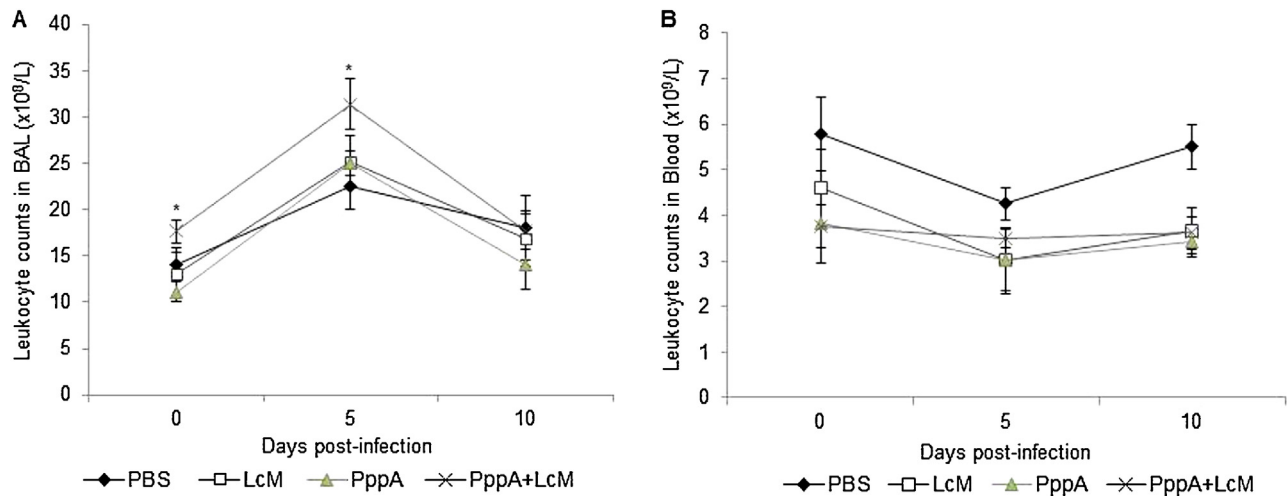 A
Leukocyte counts in BAL (x10⁸/L)
40
35
30
25
20
15
10
5
0
*
*
0 5 10
Days post-infection
PBS LcM PppA PppA+LcM
B
Leukocyte counts in Blood (x10⁹/L)
8
7
6
5
4
3
2
1
0
0 5 10
Days post-infection
PBS LcM PppA PppA+LcM